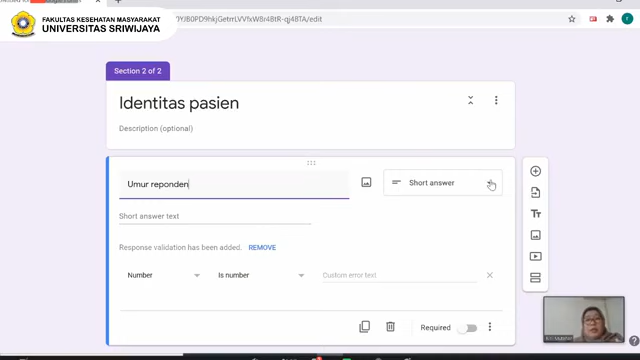 FAKULTAS KESEHATAN MASYARAKAT
UNIVERSITAS SRIWIJAYA
Section 2 of 2
Identitas pasien
Description (optional)
Umur reponden
Short answer
Short answer text
Response validation has been added. REMOVE
Number
Is number
Custom error text
Required